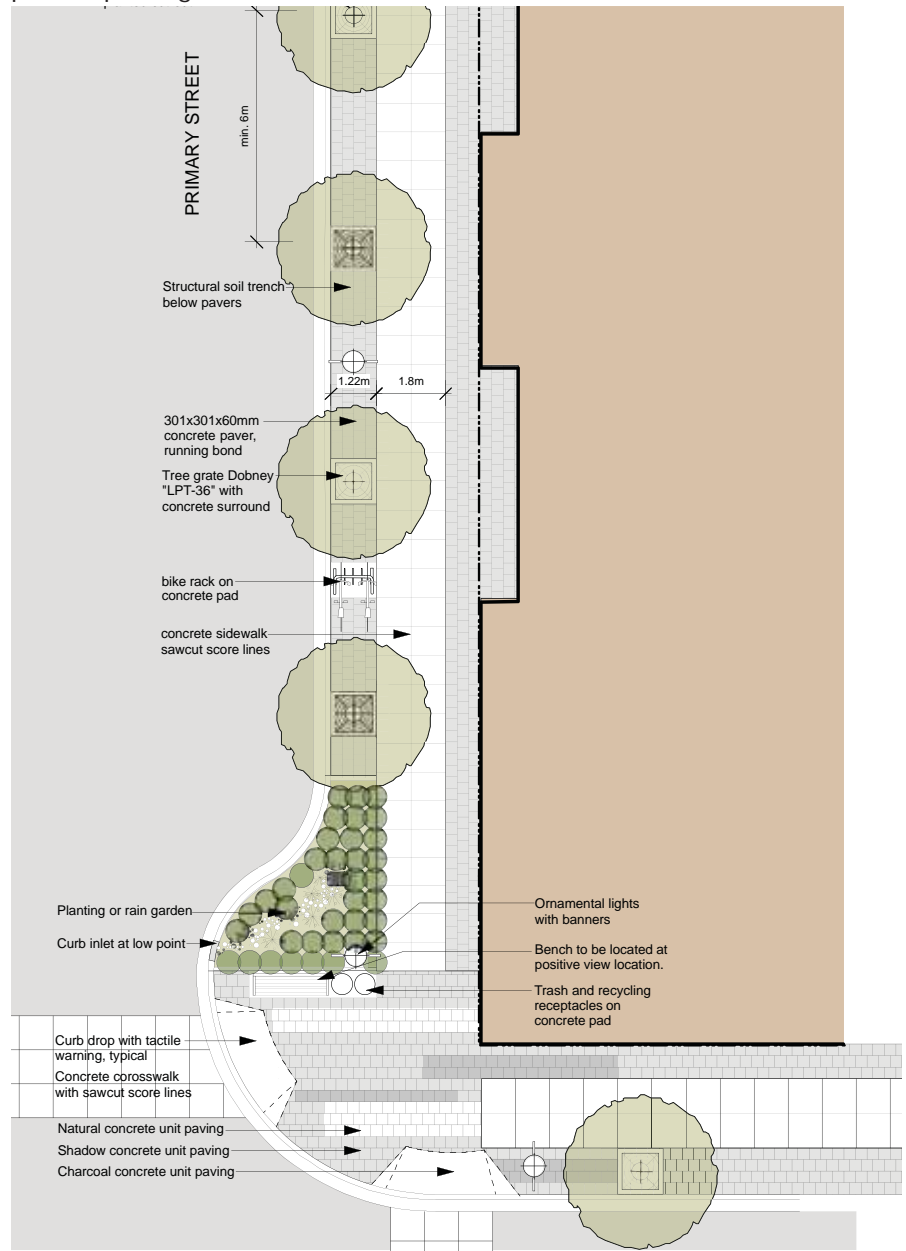 PRIMARY STREET
min. 6m
Structural soil trench
below pavers
1.22m
1.8m
301x301x60mm
concrete paver,
running bond
Tree grate Dobney
"LPT-36" with
concrete surround
bike rack on
concrete pad
concrete sidewalk
sawcut score lines
Planting or rain garden
Curb inlet at low point
Ornamental lights
with banners
Bench to be located at
positive view location.
Trash and recycling
receptacles on
concrete pad
Curb drop with tactile
warning, typical
Concrete corosswalk
with sawcut score lines
Natural concrete unit paving
Shadow concrete unit paving
Charcoal concrete unit paving